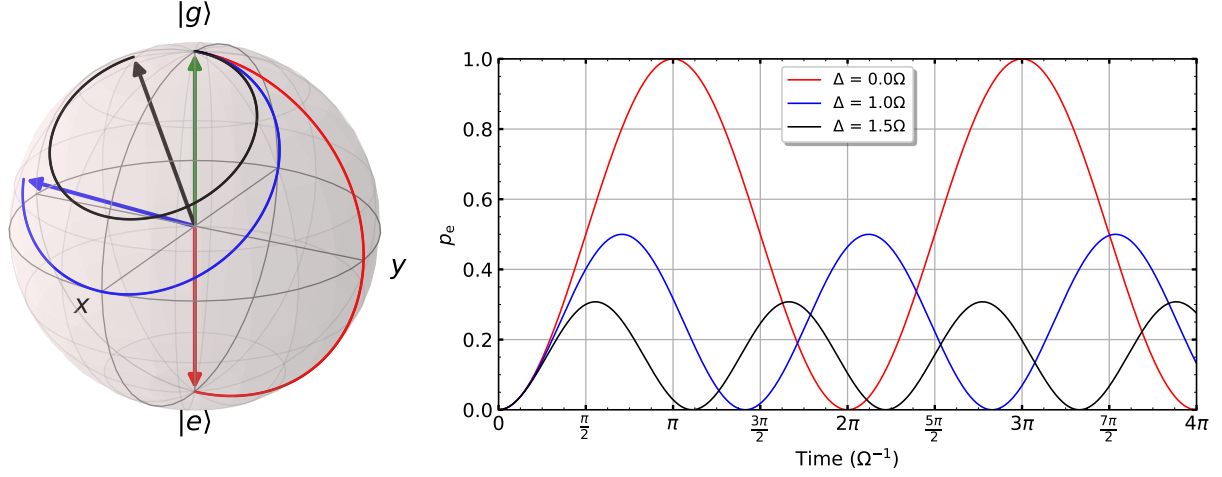 |g⟩
x
y
|e⟩
p_e
1.0
0.8
0.6
0.4
0.2
0.0
Δ = 0.0Ω
Δ = 1.0Ω
Δ = 1.5Ω
0 π/2 π 3π/2 2π 5π/2 3π 7π/2 4π
Time (Ω⁻¹)